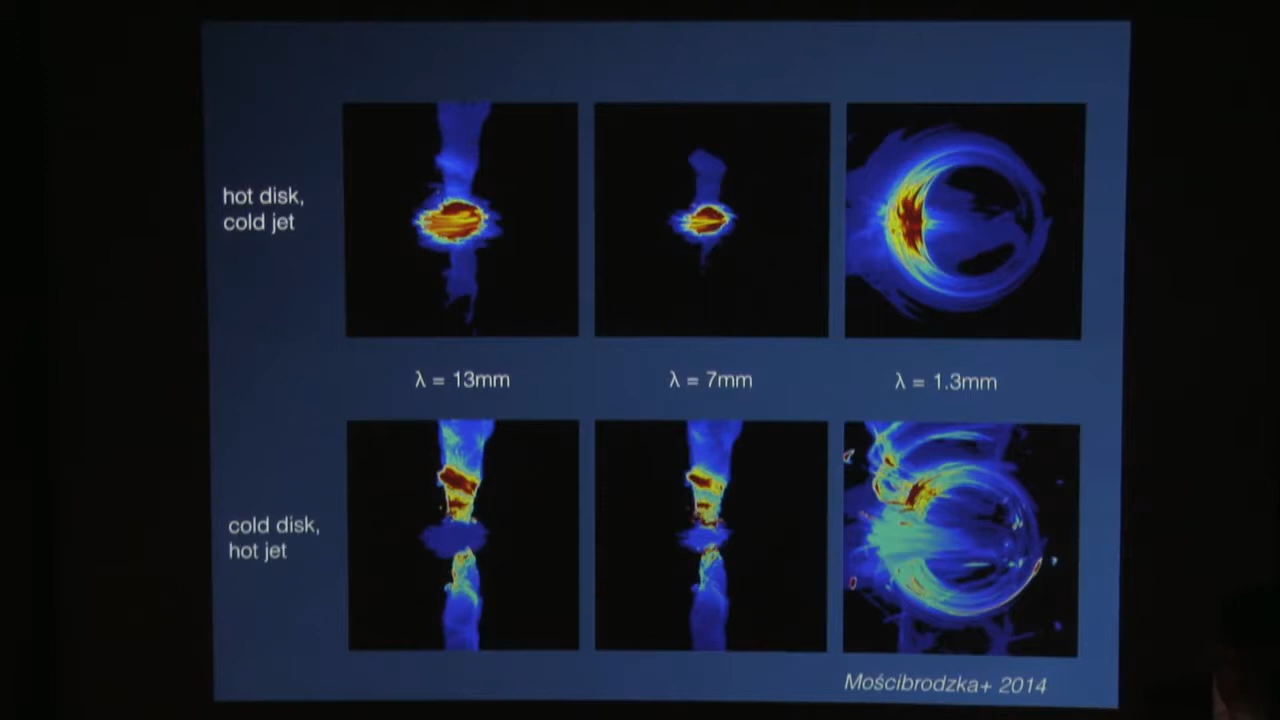 hot disk,
cold jet
λ = 13mm
λ = 7mm
λ = 1.3mm
cold disk,
hot jet
Mościbrodzka+ 2014